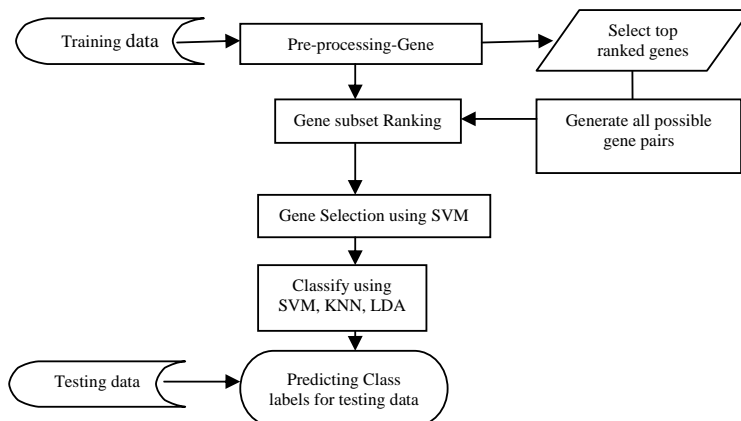 Training data
Pre-processing-Gene
Select top
ranked genes
Gene subset Ranking
Generate all possible
gene pairs
Gene Selection using SVM
Classify using
SVM, KNN, LDA
Testing data
Predicting Class
labels for testing data